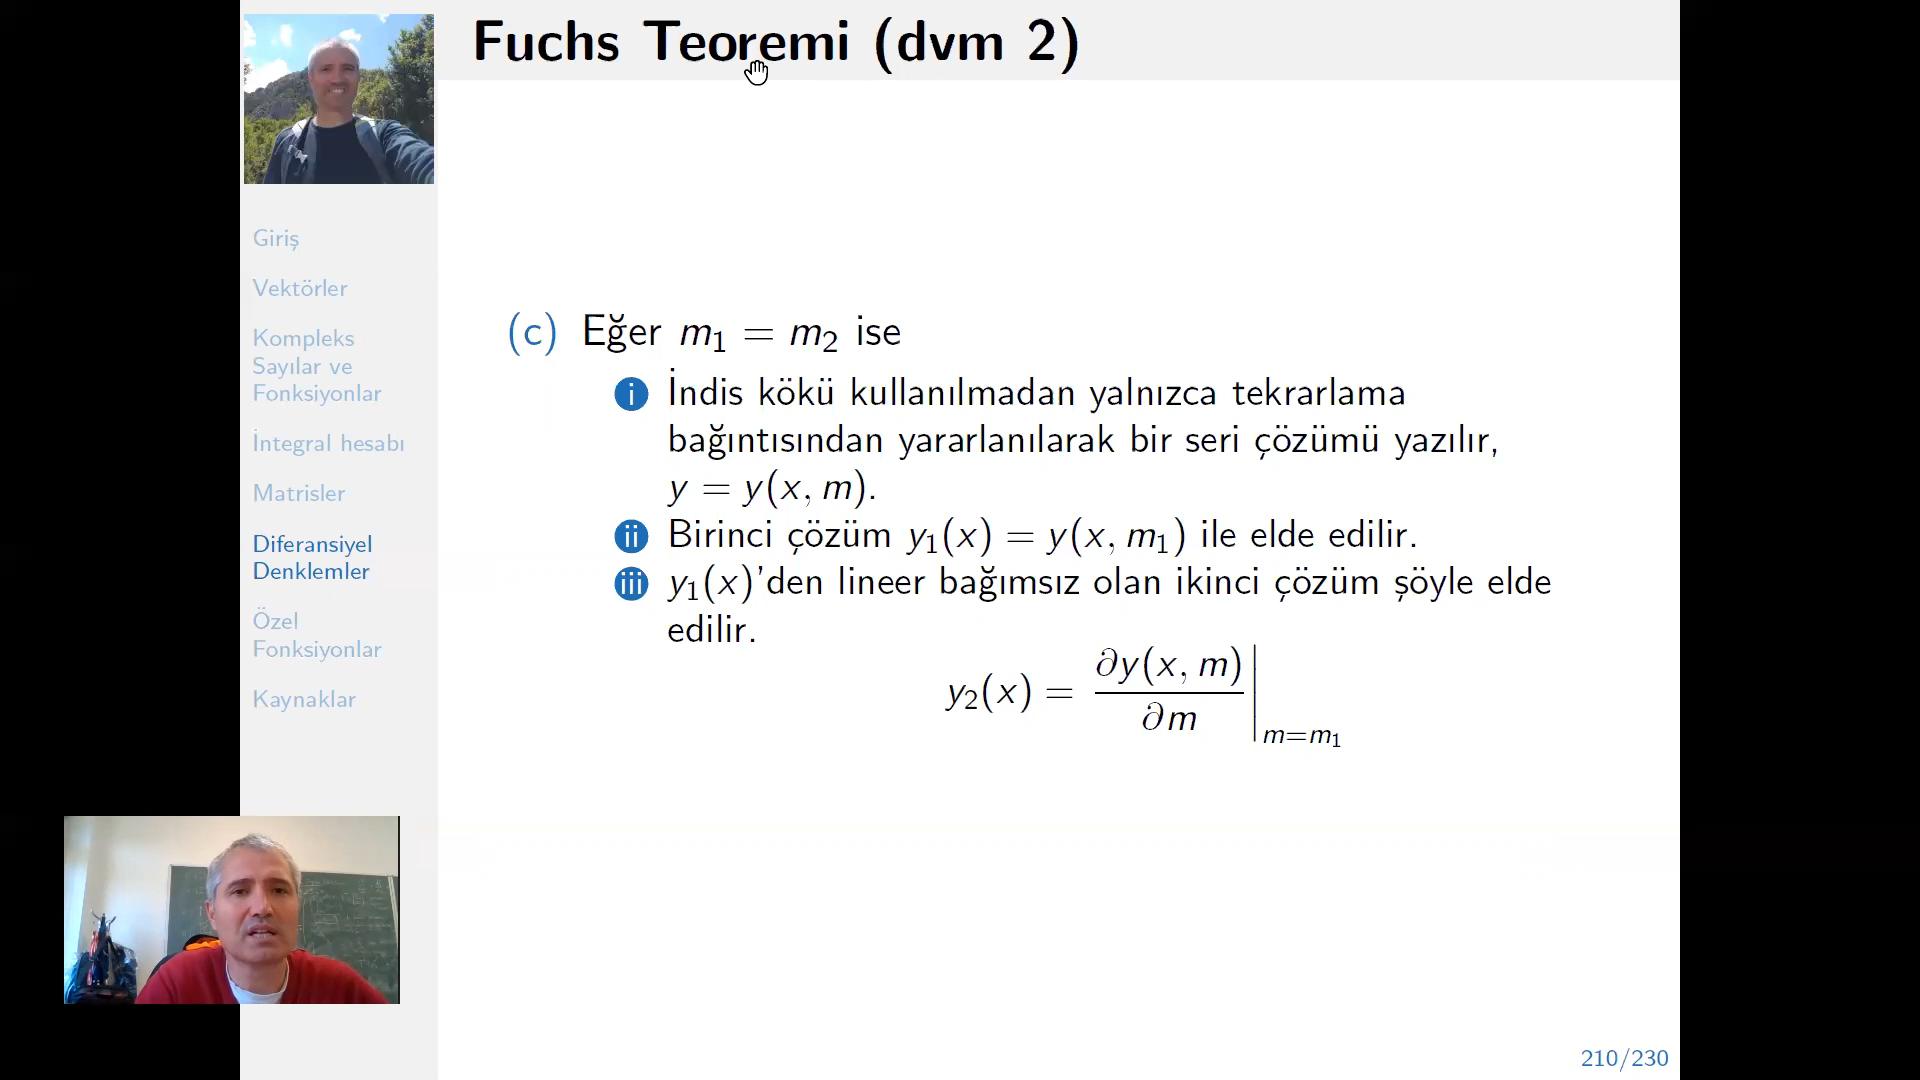 Fuchs Teoremi (dvm 2)
Giriş
Vektörler
Kompleks
Sayılar ve
Fonksiyonlar
İntegral hesabı
Matrisler
Diferansiyel
Denklemler
Özel
Fonksiyonlar
Kaynaklar
(c) Eğer m₁ = m₂ ise
i İndis kökü kullanılmadan yalnızca tekrarlama
bağıntısından yararlanılarak bir seri çözümü yazılır,
y = y(x, m).
ii Birinci çözüm y₁(x) = y(x, m₁) ile elde edilir.
iii y₁(x)’den lineer bağımsız olan ikinci çözüm şöyle elde
edilir.
y₂(x) = ∂y(x, m)/∂m |m=m₁
210/230